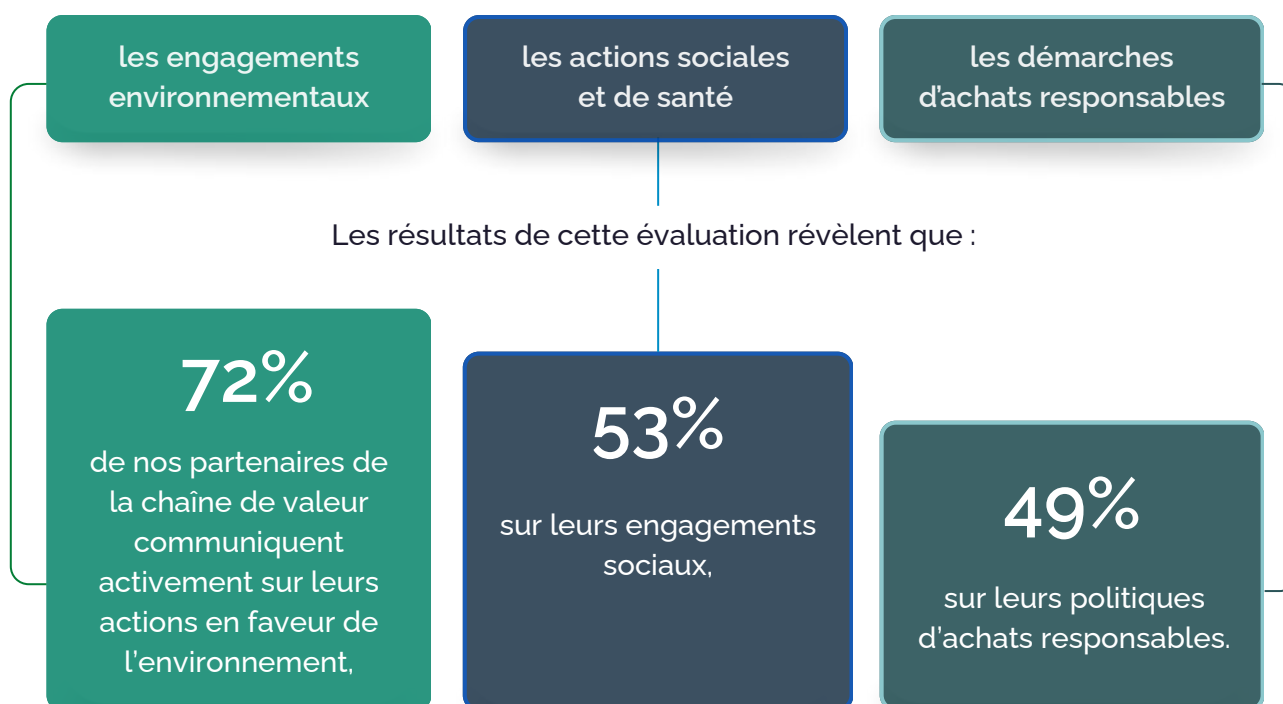 les engagements
environnementaux
les actions sociales
et de santé
les démarches
d'achats responsables
Les résultats de cette évaluation révèlent que :
72%
de nos partenaires de
la chaîne de valeur
communiquent
activement sur leurs
actions en faveur de
l'environnement,
53%
sur leurs engagements
sociaux,
49%
sur leurs politiques
d'achats responsables.